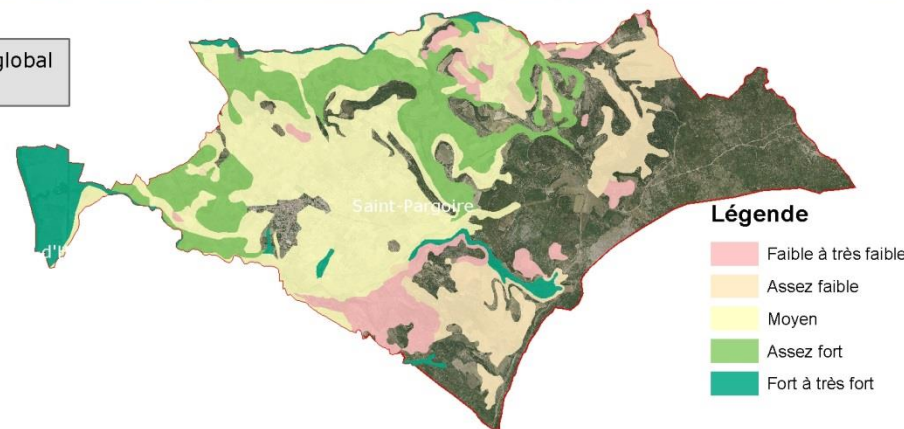 global
Saint-Pargoire
d'
Légende
Faible à très faible
Assez faible
Moyen
Assez fort
Fort à très fort